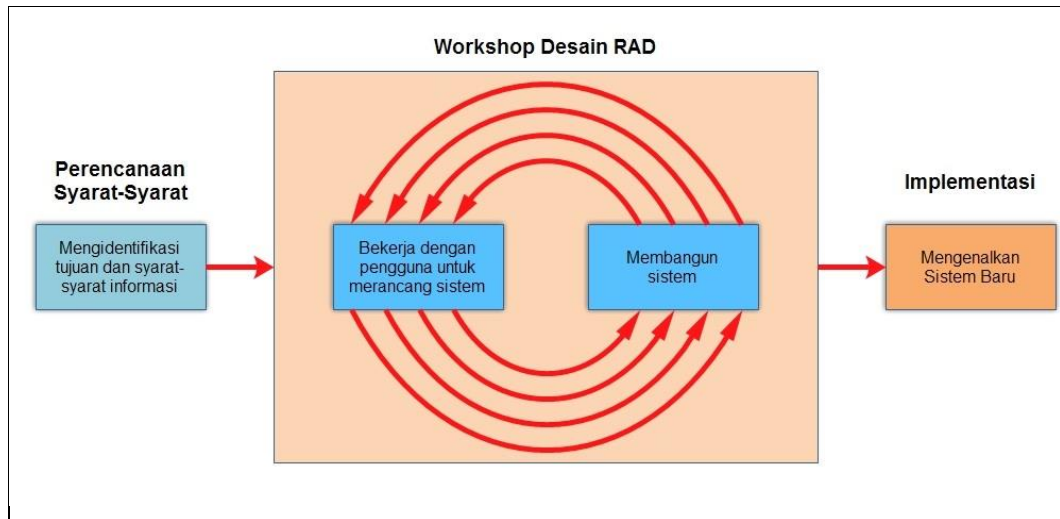 Workshop Desain RAD
Perencanaan
Syarat-Syarat
Mengidentifikasi
tujuan dan syarat-
syarat informasi
Bekerja dengan
pengguna untuk
merancang sistem
Membangun
sistem
Implementasi
Mengenalkan
Sistem Baru